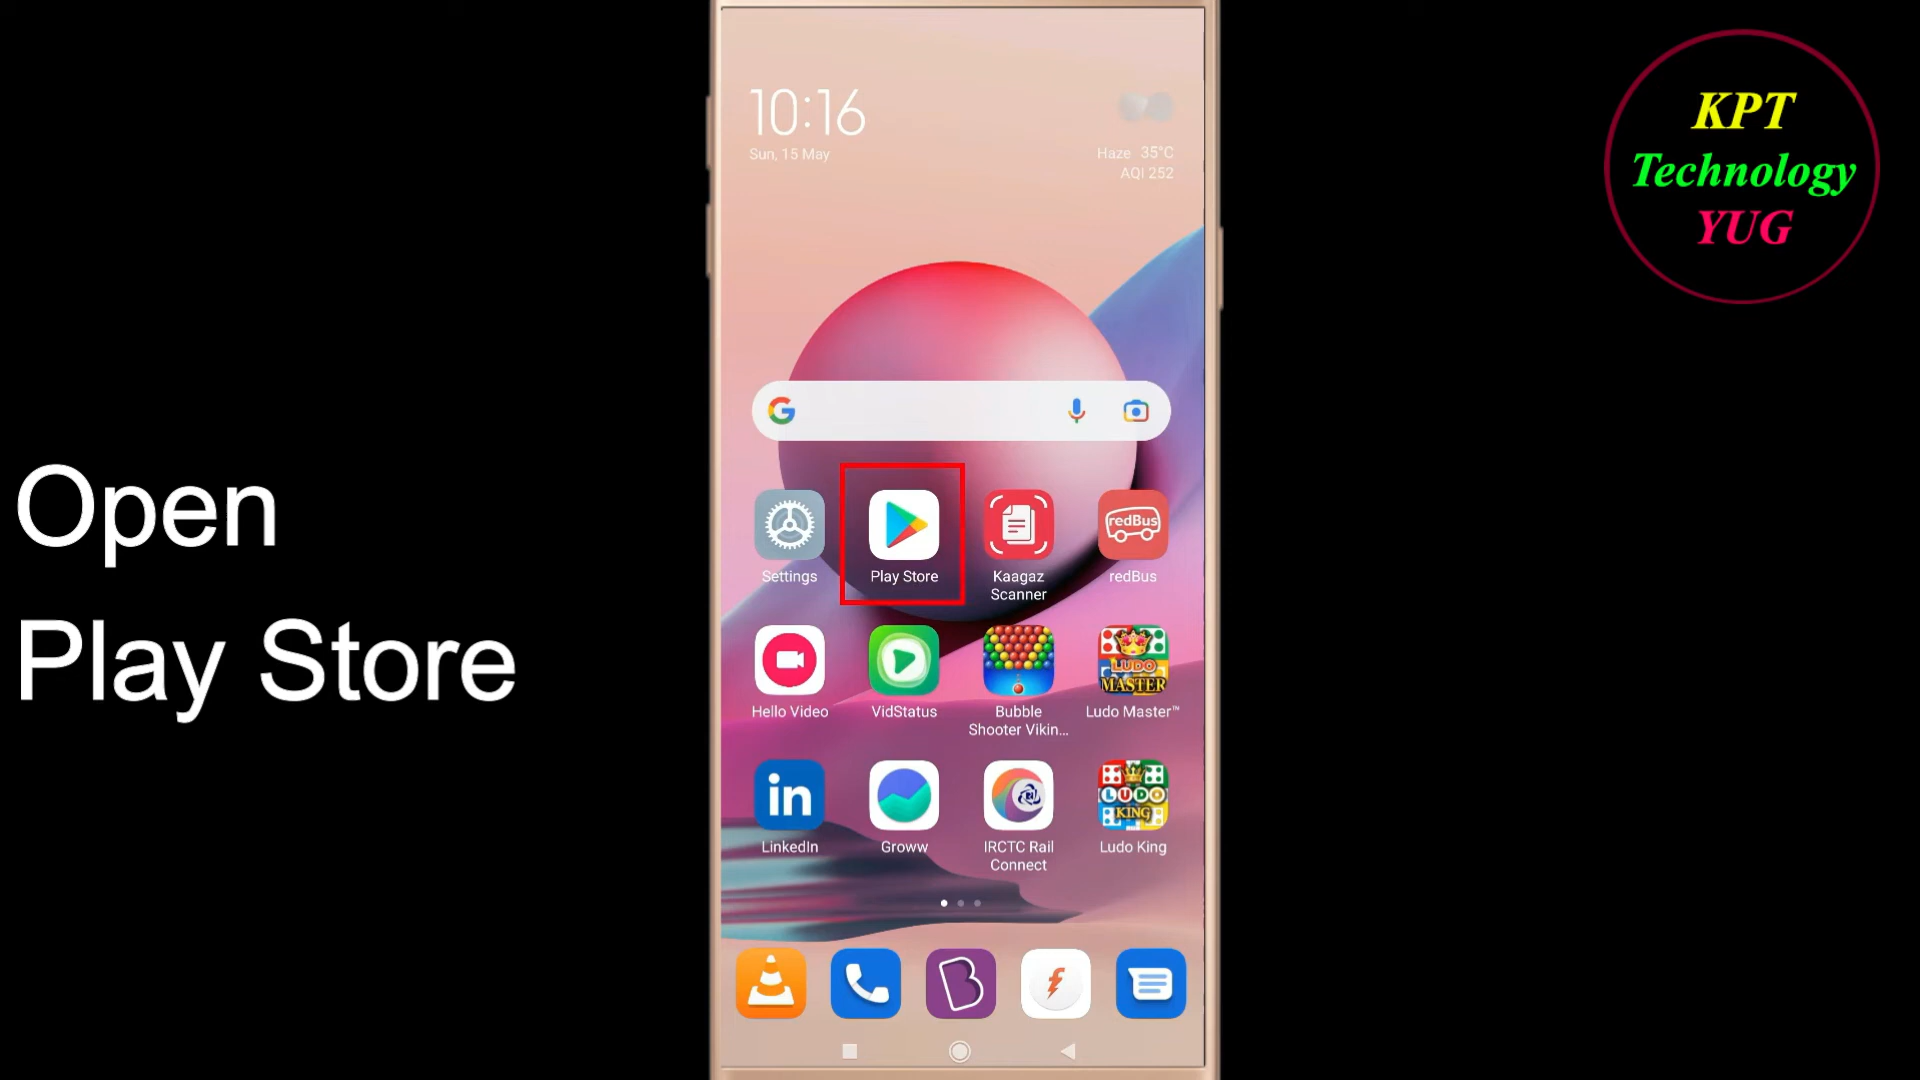 KPT
Technology
YUG
10:16
Sun, 15 May
Haze 35°C
AQI 252
Open
Play Store
Settings
Play Store
Kaagaz
Scanner
redBus
redBus
Hello Video
VidStatus
Bubble
Shooter Vikin...
LUDO
MASTER
Ludo Master™
in
LinkedIn
Groww
IRCTC Rail
Connect
LUDO
KING
Ludo King